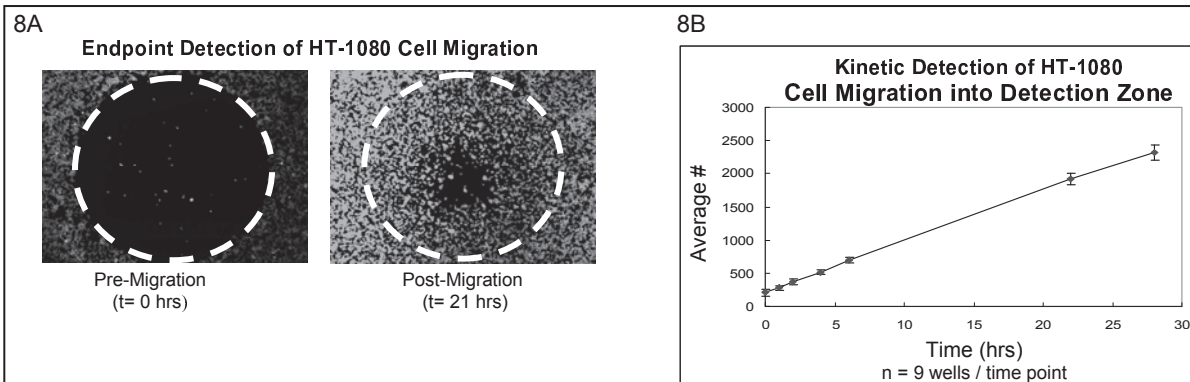 8A
Endpoint Detection of HT-1080 Cell Migration
Pre-Migration
(t= 0 hrs)
Post-Migration
(t= 21 hrs)
8B
Kinetic Detection of HT-1080
Cell Migration into Detection Zone
Average #
3000
2500
2000
1500
1000
500
0
0 5 10 15 20 25 30
Time (hrs)
n = 9 wells / time point